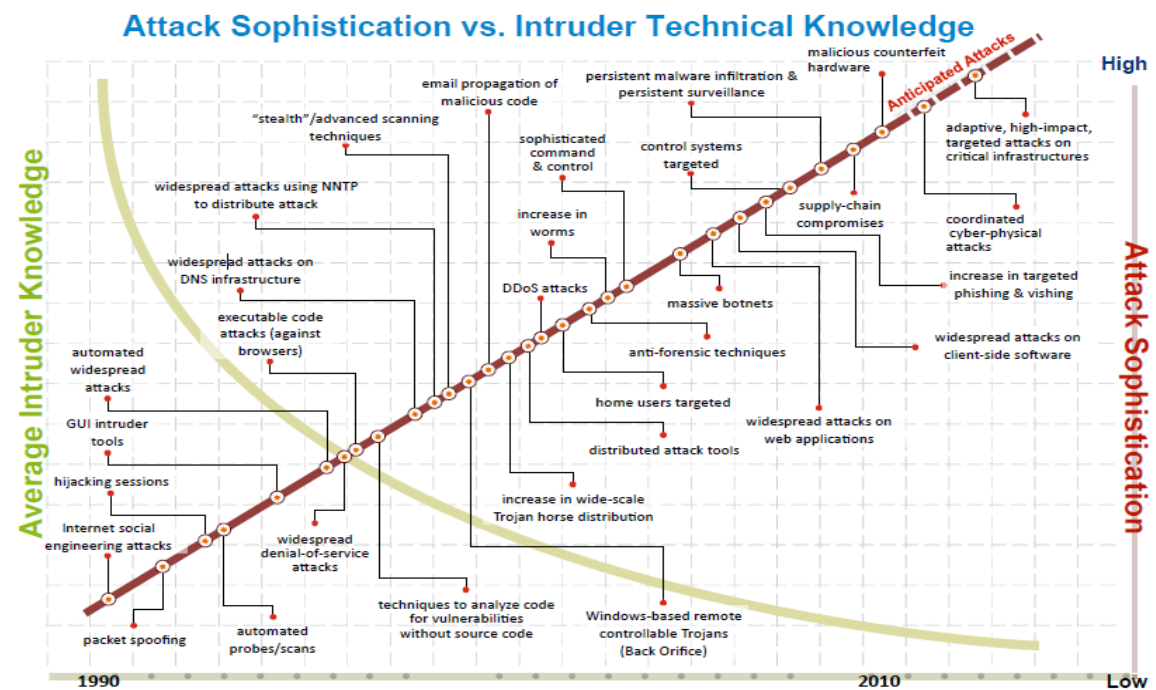 Attack Sophistication vs. Intruder Technical Knowledge
High
Low
Average Intruder Knowledge
Attack Sophistication
Anticipated Attacks
malicious counterfeit
hardware
persistent malware infiltration &
persistent surveillance
email propagation of
malicious code
"stealth"/advanced scanning
techniques
sophisticated
command
& control
control systems
targeted
adaptive, high-impact,
targeted attacks on
critical infrastructures
widespread attacks using NNTP
to distribute attack
supply-chain
compromises
increase in
worms
coordinated
cyber-physical
attacks
widespread attacks on
DNS infrastructure
DDoS attacks
massive botnets
increase in targeted
phishing & vishing
executable code
attacks (against
browsers)
anti-forensic techniques
widespread attacks on
client-side software
automated
widespread
attacks
home users targeted
GUI intruder
tools
widespread attacks on
web applications
distributed attack tools
hijacking sessions
increase in wide-scale
Trojan horse distribution
Internet social
engineering attacks
widespread
denial-of-service
attacks
techniques to analyze code
for vulnerabilities
without source code
Windows-based remote
controllable Trojans
(Back Orifice)
packet spoofing
automated
probes/scans
1990
2010